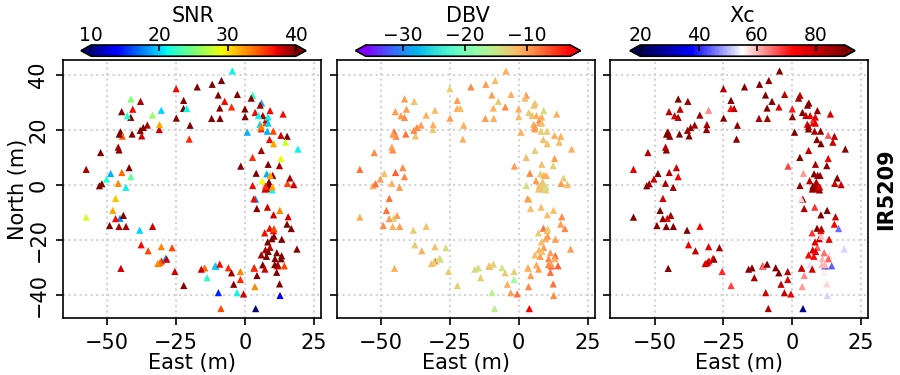 SNR DBV Xc
10 20 30 40 −30 −20 −10 20 40 60 80
40
20
0
−20
−40
North (m)
IR5209
−50 −25 0 25 −50 −25 0 25 −50 −25 0 25
East (m) East (m) East (m)